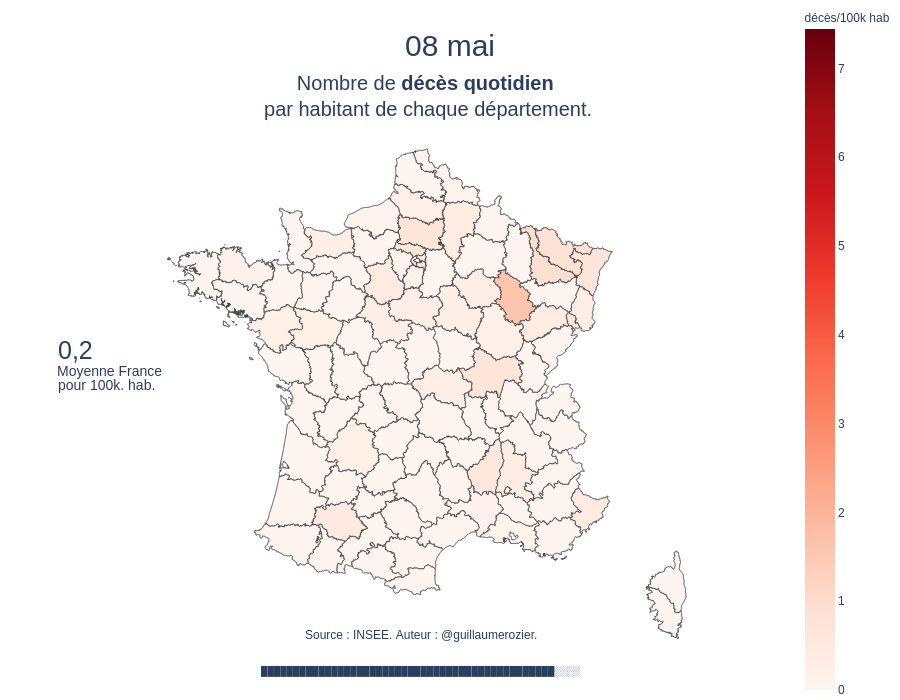 décès/100k hab
08 mai
Nombre de décès quotidien
par habitant de chaque département.
7
6
5
4
3
2
1
0
0,2
Moyenne France
pour 100k. hab.
Source : INSEE. Auteur : @guillaumerozier.